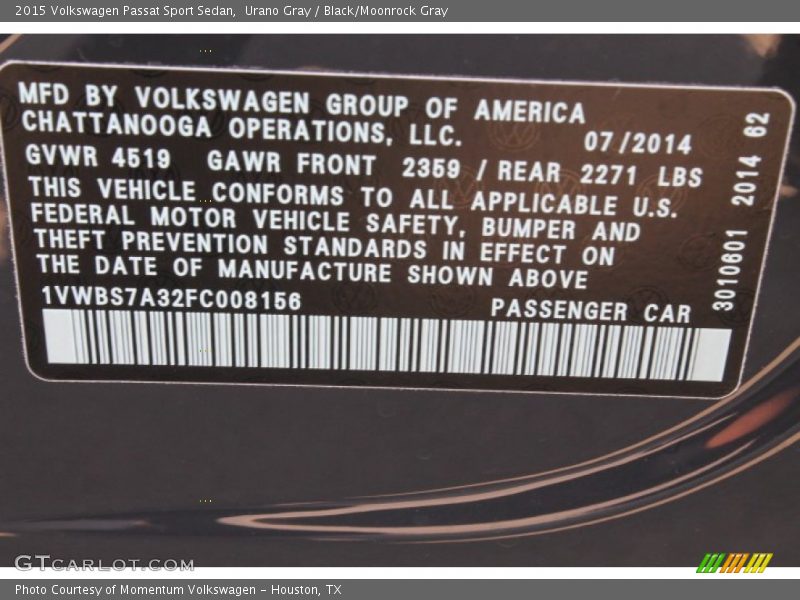 2015 Volkswagen Passat Sport Sedan,  Urano Gray / Black/Moonrock Gray
MFD BY VOLKSWAGEN GROUP OF AMERICA
CHATTANOOGA OPERATIONS, LLC.
07/2014
GVWR 4519 GAWR FRONT 2359 / REAR 2271 LBS
THIS VEHICLE CONFORMS TO ALL APPLICABLE U.S.
FEDERAL MOTOR VEHICLE SAFETY, BUMPER AND
THEFT PREVENTION STANDARDS IN EFFECT ON
THE DATE OF MANUFACTURE SHOWN ABOVE
1VWBS7A32FC008156 PASSENGER CAR
3010601 2014 62
GTCARLOT.COM
Photo Courtesy of Momentum Volkswagen - Houston, TX